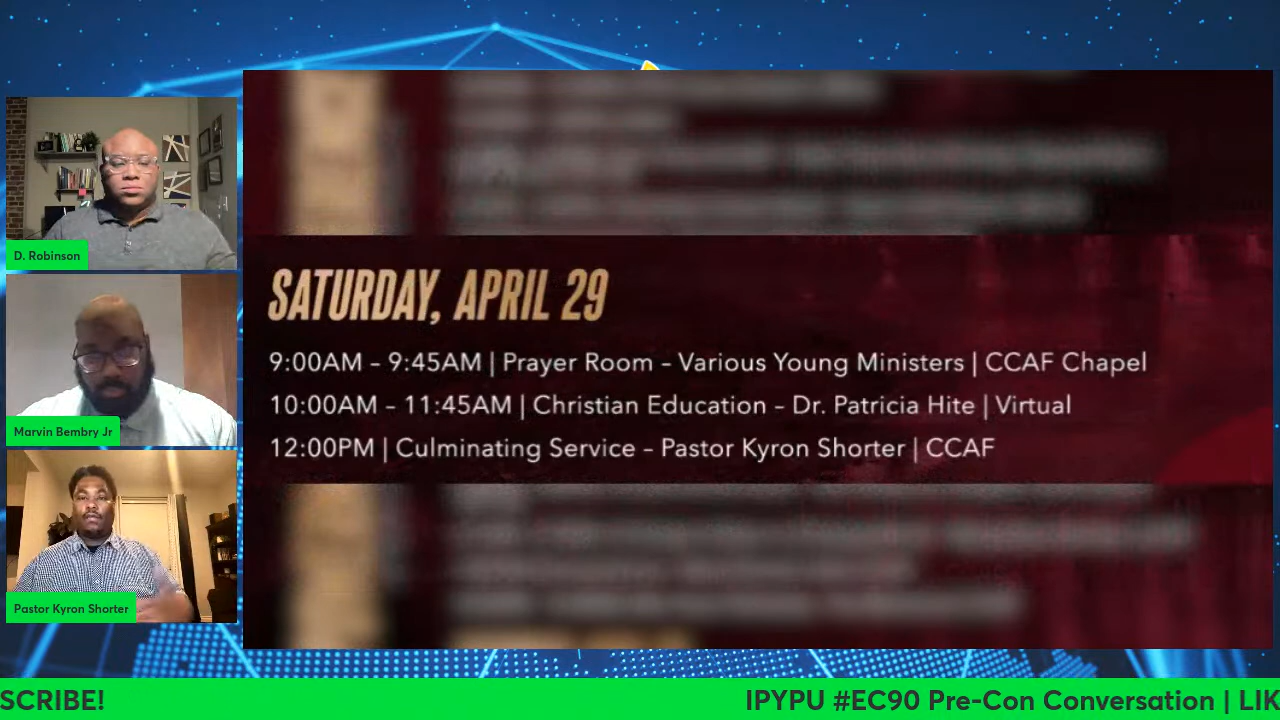 D. Robinson
Marvin Bembry Jr
Pastor Kyron Shorter
SATURDAY, APRIL 29
9:00AM – 9:45AM | Prayer Room – Various Young Ministers | CCAF Chapel
10:00AM – 11:45AM | Christian Education – Dr. Patricia Hite | Virtual
12:00PM | Culminating Service – Pastor Kyron Shorter | CCAF
SCRIBE! IPYPU #EC90 Pre-Con Conversation | LIK